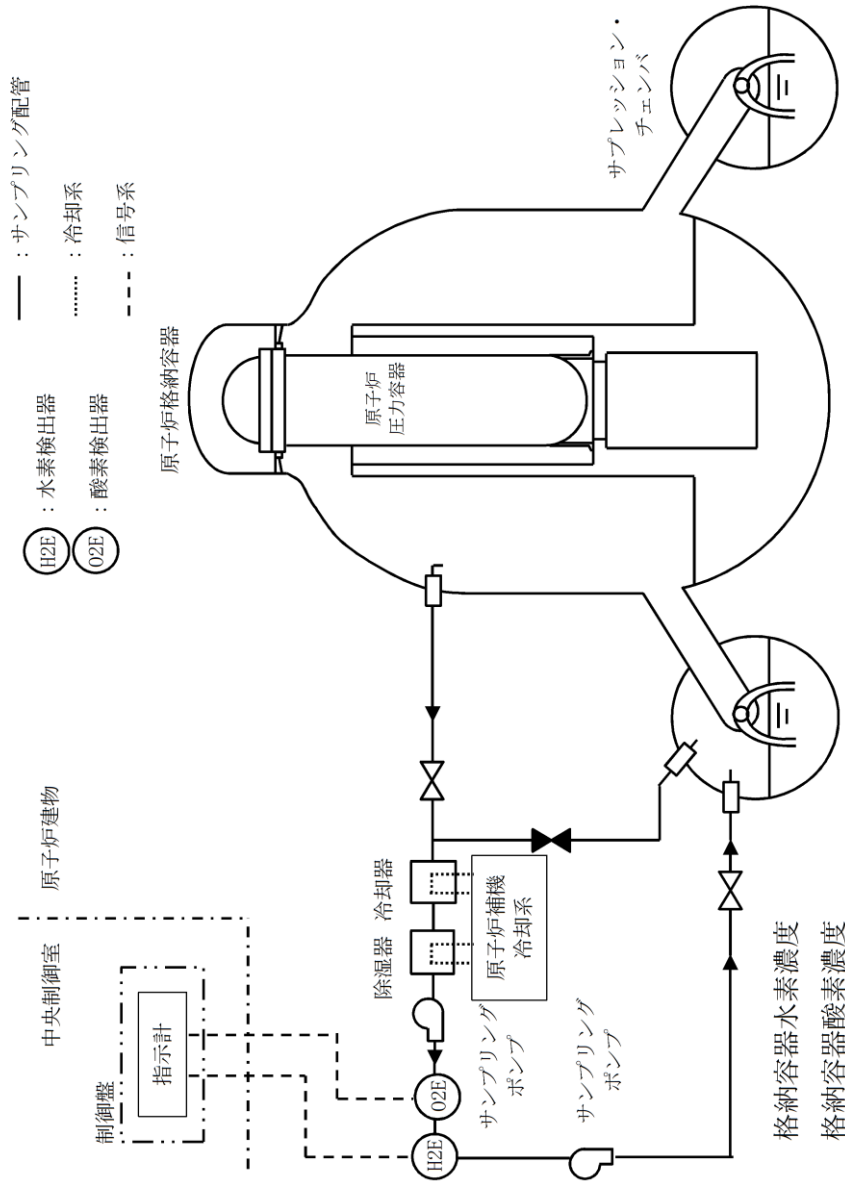 H2E
：水素検出器
O2E
：酸素検出器
：サンプリング配管
：冷却系
：信号系
中央制御室
原子炉建物
制御盤
指示計
原子炉格納容器
原子炉
圧力容器
H2E
O2E
サンプリング
ポンプ
除湿器
冷却器
原子炉補機
冷却系
サンプリング
ポンプ
サプレッション・
チェンバ
格納容器水素濃度
格納容器酸素濃度